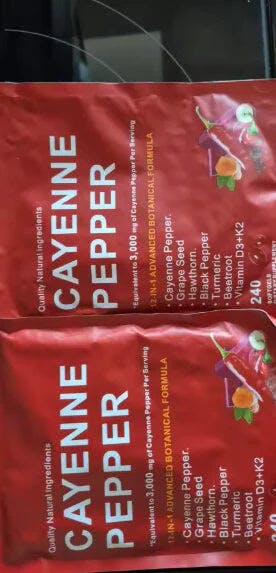 Quality Natural Ingredients
CAYENNE
PEPPER
*Equivalent to 3,000 mg of Cayenne Pepper Per Serving
12-IN-1 ADVANCED BOTANICAL FORMULA
• Cayenne Pepper.
• Grape Seed
• Hawthorn.
• Black Pepper
• Turmeric
• Beetroot
• Vitamin D3+K2
240
SOFTGELS
Quality Natural Ingredients
CAYENNE
PEPPER
*Equivalent to 3,000 mg of Cayenne Pepper Per Serving
12-IN-1 ADVANCED BOTANICAL FORMULA
• Cayenne Pepper.
• Grape Seed
• Hawthorn.
• Black Pepper
• Turmeric
• Beetroot
• Vitamin D3+K2
240